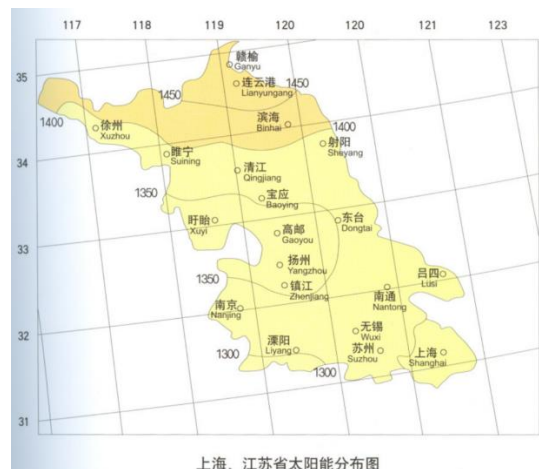 117 118 119 120 120 121 123
35
34
33
32
31
赣榆
Ganyu
1450
连云港
Lianyungang
1450
1400
徐州
Xuzhou
滨海
Binhai
1400
射阳
Sheyang
睢宁
Suining
清江
Qingjiang
1350
宝应
Baoying
盱眙
Xuyi
高邮
Gaoyou
东台
Dongtai
扬州
Yangzhou
1350
镇江
Zhenjiang
吕四
Lusi
南通
Nantong
南京
Nanjing
无锡
Wuxi
溧阳
Liyang
苏州
Suzhou
上海
Shanghai
1300
1300
上海、江苏省太阳能分布图